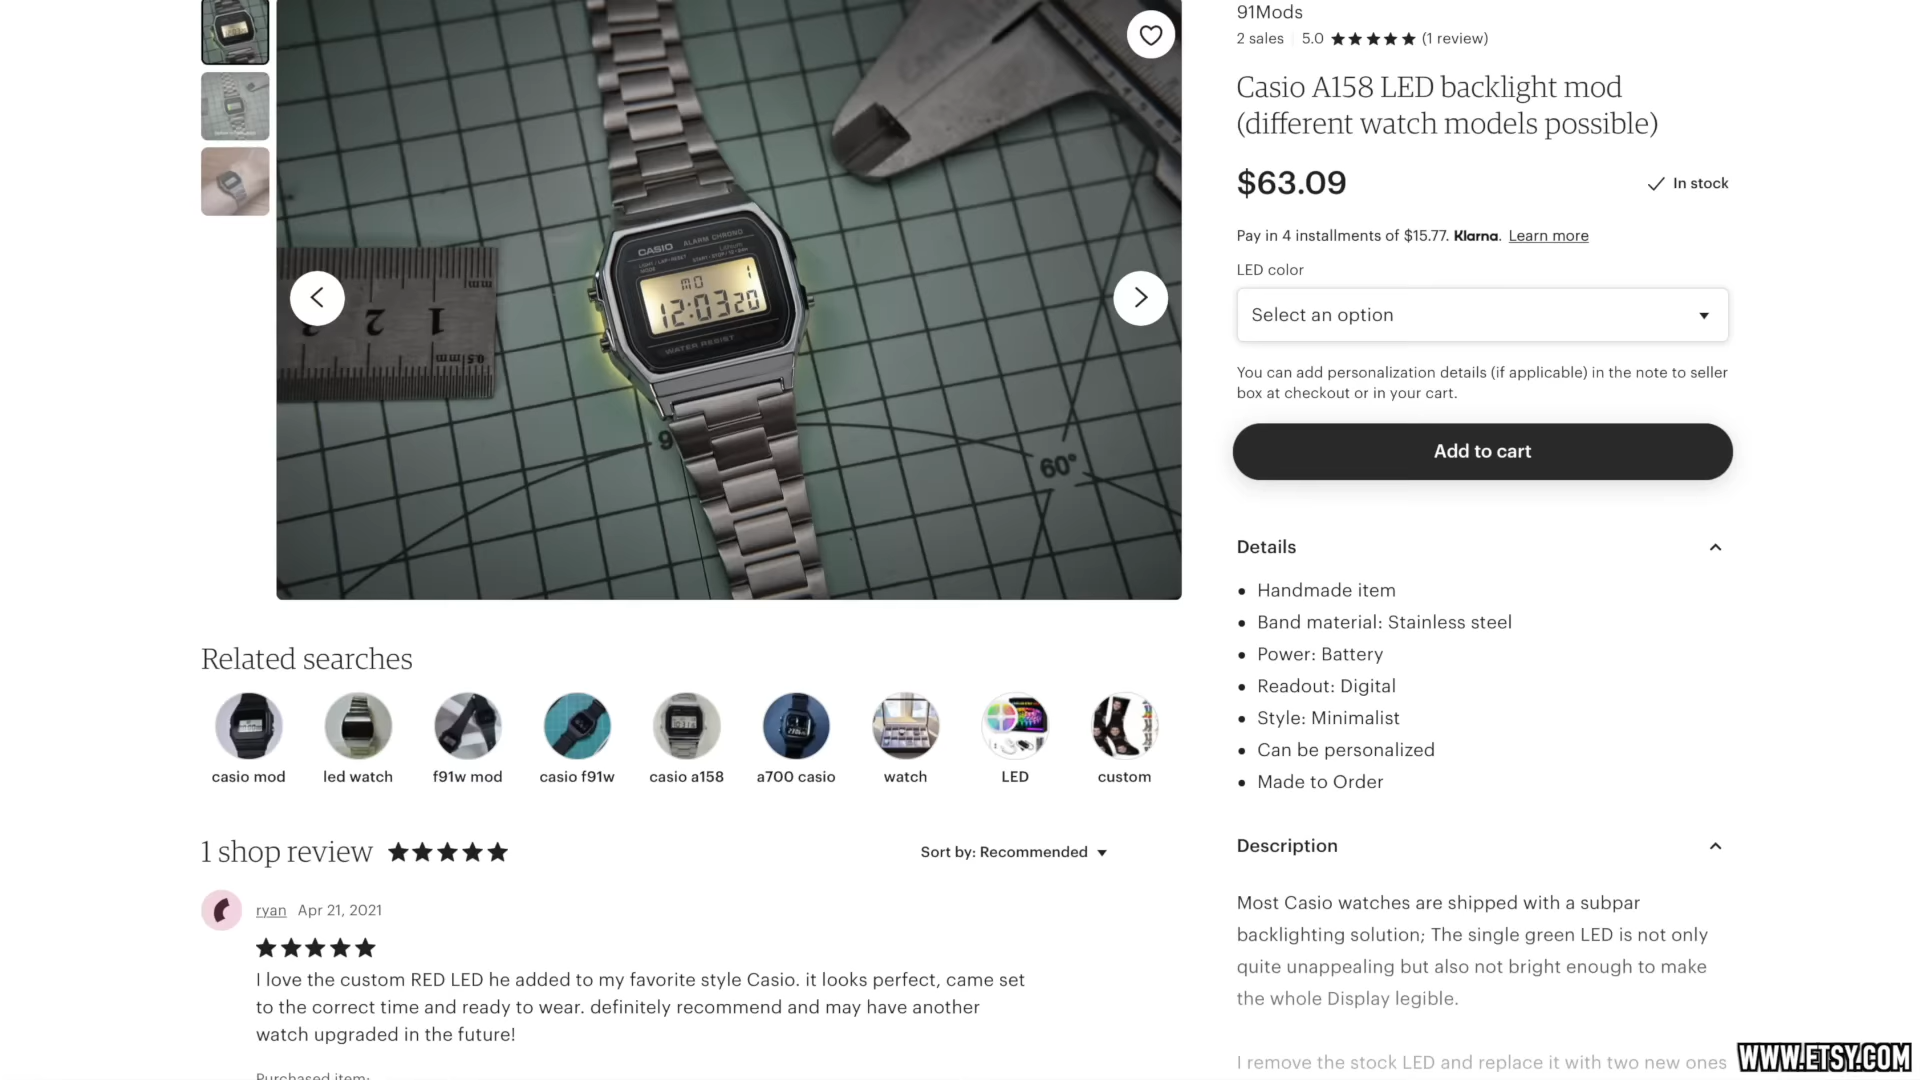 91Mods
2 sales 5.0 ★★★★★ (1 review)
Casio A158 LED backlight mod
(different watch models possible)
$63.09
In stock
Pay in 4 installments of $15.77. Klarna. Learn more
LED color
Select an option
You can add personalization details (if applicable) in the note to seller
box at checkout or in your cart.
Add to cart
Details
Handmade item
Band material: Stainless steel
Power: Battery
Readout: Digital
Style: Minimalist
Can be personalized
Made to Order
Description
Most Casio watches are shipped with a subpar
backlighting solution; The single green LED is not only
quite unappealing but also not bright enough to make
the whole Display legible.
I remove the stock LED and replace it with two new ones
CASIO ALARM CHRONO
Lithium
MO 1
12:03 20
WATER RESIST
2 1
mm
0.5mm
9
60°
Related searches
casio mod
led watch
f91w mod
casio f91w
casio a158
a700 casio
watch
LED
custom
1 shop review ★★★★★
Sort by: Recommended
ryan Apr 21, 2021
★★★★★
I love the custom RED LED he added to my favorite style Casio. it looks perfect, came set
to the correct time and ready to wear. definitely recommend and may have another
watch upgraded in the future!
Purchased item:
WWW.ETSY.COM